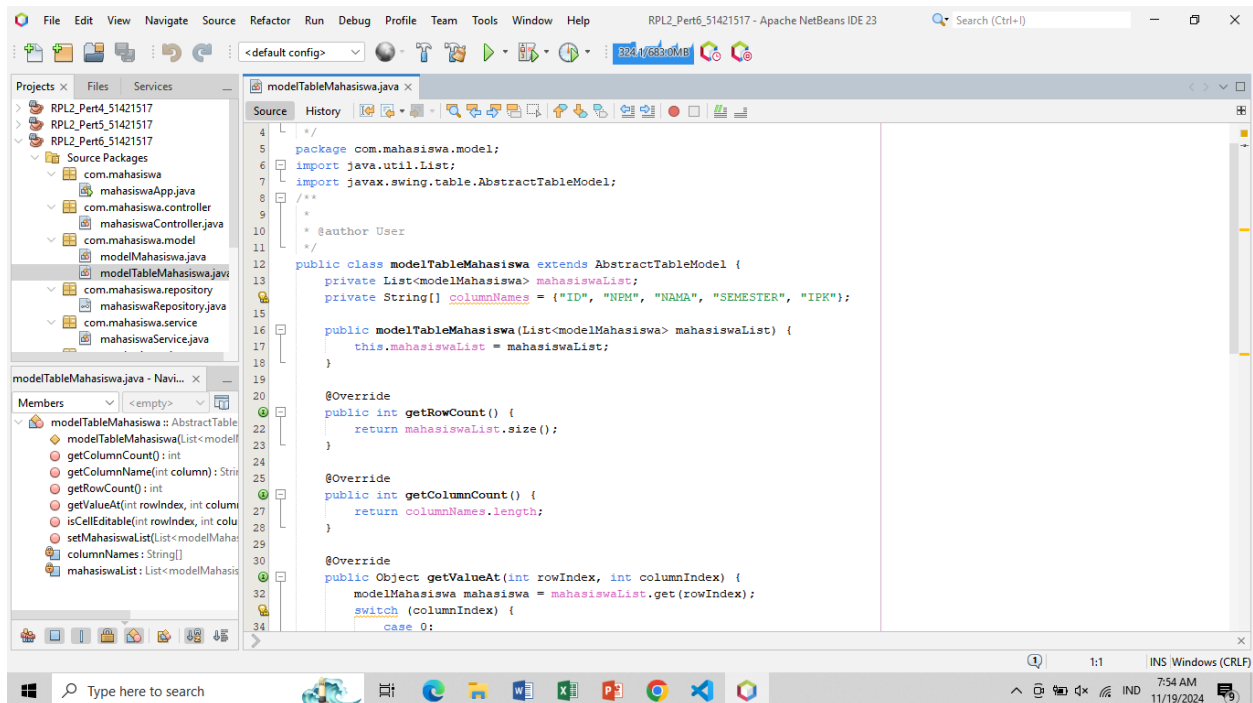 File Edit View Navigate Source Refactor Run Debug Profile Team Tools Window Help RPL2_Pert6_51421517 - Apache NetBeans IDE 23 Search (Ctrl+I)
<default config> 324.1/683.0MB
Projects Files Services
modelTableMahasiswa.java
Source History
RPL2_Pert4_51421517
RPL2_Pert5_51421517
RPL2_Pert6_51421517
Source Packages
com.mahasiswa
mahasiswaApp.java
com.mahasiswa.controller
mahasiswaController.java
com.mahasiswa.model
modelMahasiswa.java
modelTableMahasiswa.java
com.mahasiswa.repository
mahasiswaRepository.java
com.mahasiswa.service
mahasiswaService.java
modelTableMahasiswa.java - Navi...
Members <empty>
modelTableMahasiswa :: AbstractTable
modelTableMahasiswa(List<modelM
getColumnCount() : int
getColumnName(int column) : Strin
getRowCount() : int
getValueAt(int rowIndex, int column
isCellEditable(int rowIndex, int colu
setMahasiswaList(List<modelMahas
columnNames : String[]
mahasiswaList : List<modelMahasis
4 */
5 package com.mahasiswa.model;
6 import java.util.List;
7 import javax.swing.table.AbstractTableModel;
8 /**
9 *
10 * @author User
11 */
12 public class modelTableMahasiswa extends AbstractTableModel {
13 private List<modelMahasiswa> mahasiswaList;
private String[] columnNames = {"ID", "NPM", "NAMA", "SEMESTER", "IPK"};
15
16 public modelTableMahasiswa(List<modelMahasiswa> mahasiswaList) {
17 this.mahasiswaList = mahasiswaList;
18 }
19
20 @Override
public int getRowCount() {
22 return mahasiswaList.size();
23 }
24
25 @Override
public int getColumnCount() {
27 return columnNames.length;
28 }
29
30 @Override
public Object getValueAt(int rowIndex, int columnIndex) {
32 modelMahasiswa mahasiswa = mahasiswaList.get(rowIndex);
switch (columnIndex) {
34 case 0:
1 1:1 INS Windows (CRLF)
Type here to search
IND 7:54 AM
11/19/2024
9